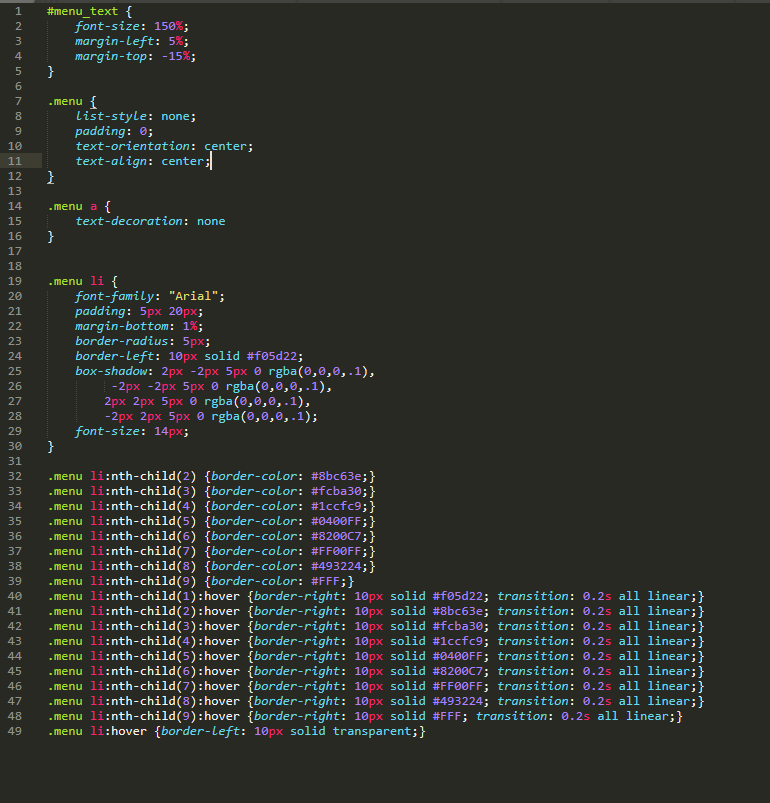 1 #menu_text {
2     font-size: 150%;
3     margin-left: 5%;
4     margin-top: -15%;
5 }
6
7 .menu {
8     list-style: none;
9     padding: 0;
10     text-orientation: center;
11     text-align: center;
12 }
13
14 .menu a {
15     text-decoration: none
16 }
17
18
19 .menu li {
20     font-family: "Arial";
21     padding: 5px 20px;
22     margin-bottom: 1%;
23     border-radius: 5px;
24     border-left: 10px solid #f05d22;
25     box-shadow: 2px -2px 5px 0 rgba(0,0,0,.1),
26          -2px -2px 5px 0 rgba(0,0,0,.1),
27         2px 2px 5px 0 rgba(0,0,0,.1),
28         -2px 2px 5px 0 rgba(0,0,0,.1);
29     font-size: 14px;
30 }
31
32 .menu li:nth-child(2) {border-color: #8bc63e;}
33 .menu li:nth-child(3) {border-color: #fcba30;}
34 .menu li:nth-child(4) {border-color: #1ccfc9;}
35 .menu li:nth-child(5) {border-color: #0400FF;}
36 .menu li:nth-child(6) {border-color: #8200C7;}
37 .menu li:nth-child(7) {border-color: #FF00FF;}
38 .menu li:nth-child(8) {border-color: #493224;}
39 .menu li:nth-child(9) {border-color: #FFF;}
40 .menu li:nth-child(1):hover {border-right: 10px solid #f05d22; transition: 0.2s all linear;}
41 .menu li:nth-child(2):hover {border-right: 10px solid #8bc63e; transition: 0.2s all linear;}
42 .menu li:nth-child(3):hover {border-right: 10px solid #fcba30; transition: 0.2s all linear;}
43 .menu li:nth-child(4):hover {border-right: 10px solid #1ccfc9; transition: 0.2s all linear;}
44 .menu li:nth-child(5):hover {border-right: 10px solid #0400FF; transition: 0.2s all linear;}
45 .menu li:nth-child(6):hover {border-right: 10px solid #8200C7; transition: 0.2s all linear;}
46 .menu li:nth-child(7):hover {border-right: 10px solid #FF00FF; transition: 0.2s all linear;}
47 .menu li:nth-child(8):hover {border-right: 10px solid #493224; transition: 0.2s all linear;}
48 .menu li:nth-child(9):hover {border-right: 10px solid #FFF; transition: 0.2s all linear;}
49 .menu li:hover {border-left: 10px solid transparent;}